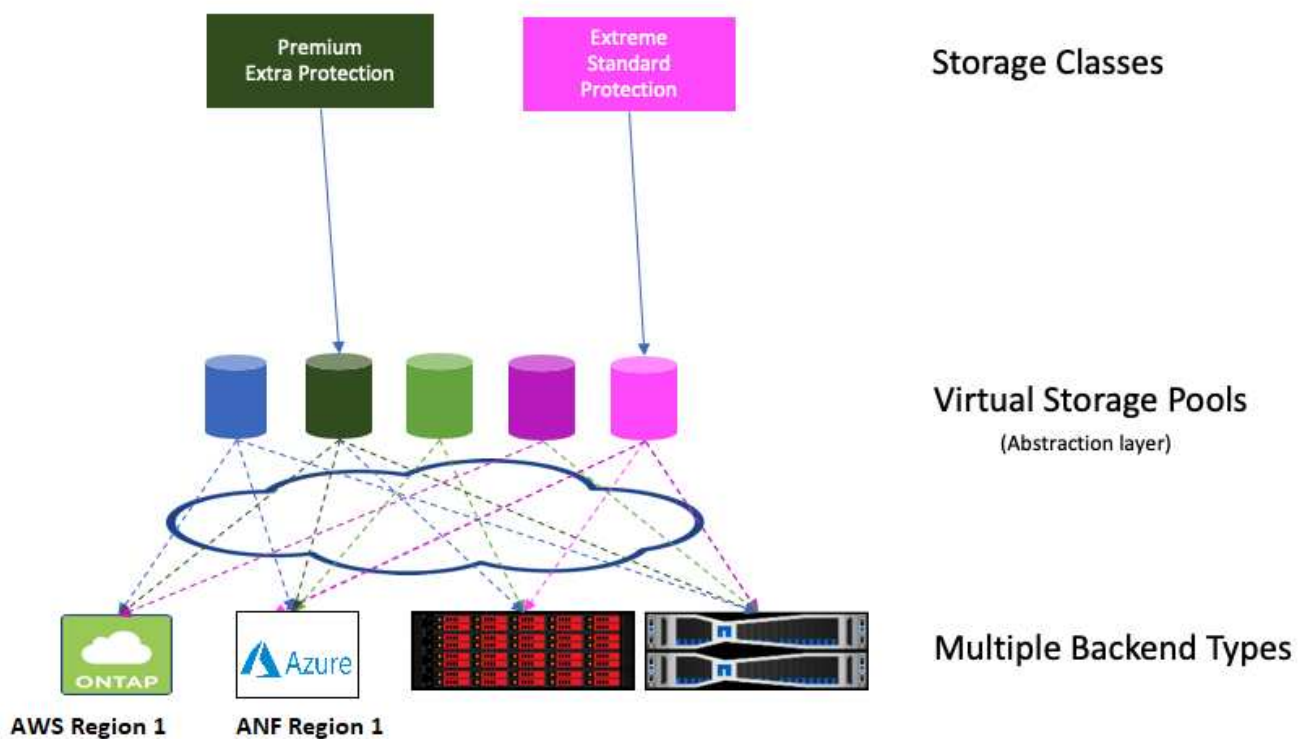 Premium
Extra Protection
Extreme
Standard
Protection
Storage Classes
Virtual Storage Pools
(Abstraction layer)
ONTAP
Azure
Multiple Backend Types
AWS Region 1
ANF Region 1